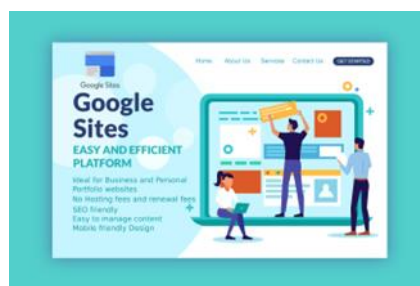 Home About Us Services Contact Us GET STARTED
Google Sites
Google
Sites
EASY AND EFFICIENT
PLATFORM
Ideal for Business and Personal
Portfolio websites
No Hosting fees and renewal fees
SEO friendly
Easy to manage content
Mobile friendly Design